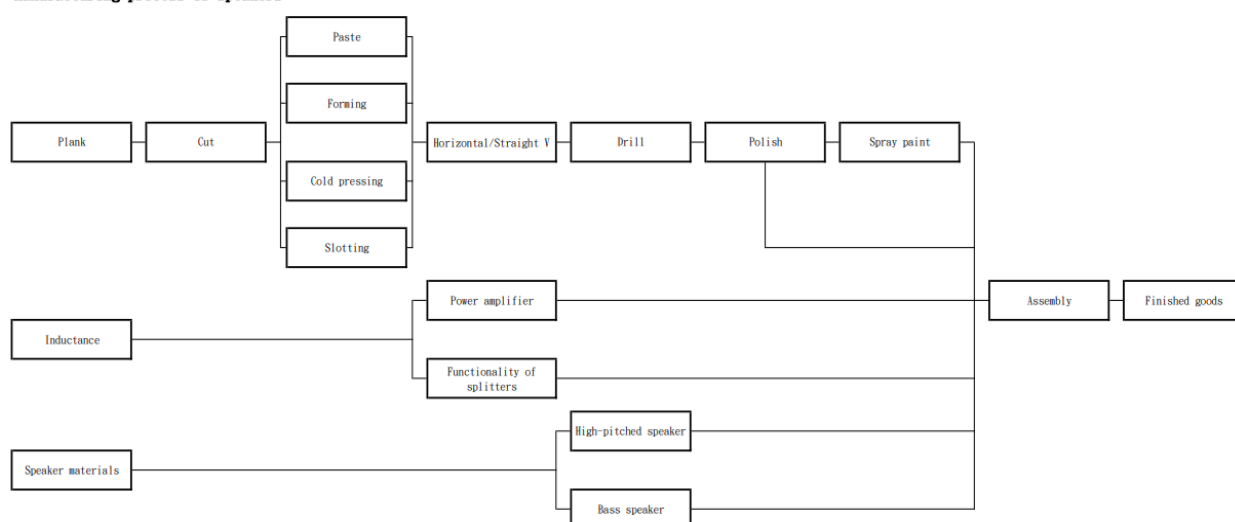 Paste
Forming
Plank
Cut
Horizontal/Straight V
Drill
Polish
Spray paint
Cold pressing
Slotting
Power amplifier
Assembly
Finished goods
Inductance
Functionality of
splitters
High-pitched speaker
Speaker materials
Bass speaker